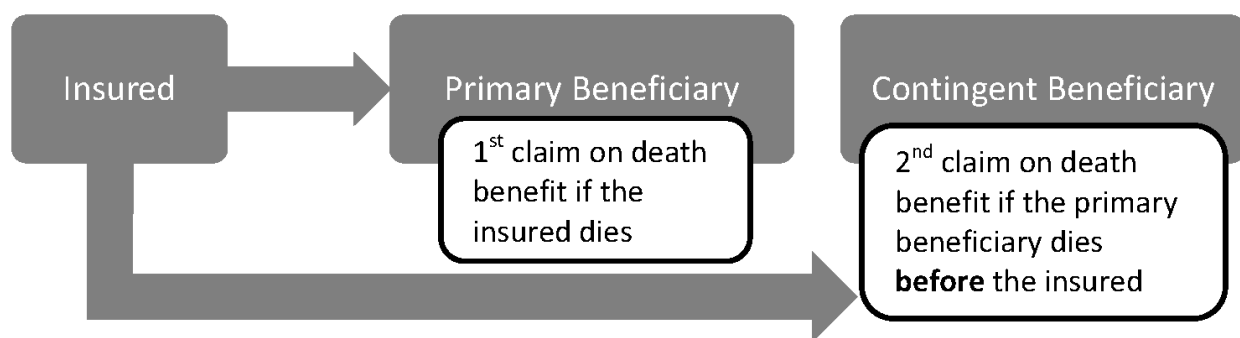 Insured
Primary Beneficiary
1st claim on death
benefit if the
insured dies
Contingent Beneficiary
2nd claim on death
benefit if the primary
beneficiary dies
before the insured